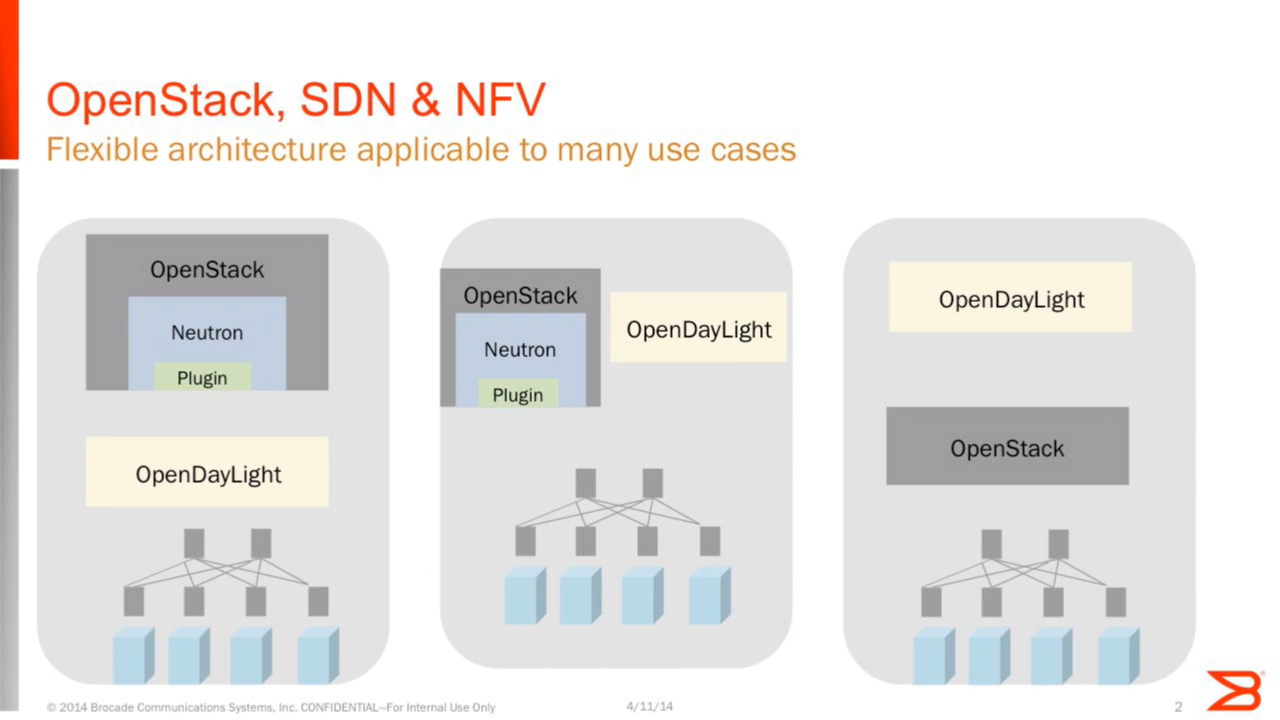 OpenStack, SDN & NFV
Flexible architecture applicable to many use cases
OpenStack
Neutron
Plugin
OpenDayLight
OpenStack
Neutron
Plugin
OpenDayLight
OpenDayLight
OpenStack
© 2014 Brocade Communications Systems, Inc. CONFIDENTIAL—For Internal Use Only
4/11/14
2